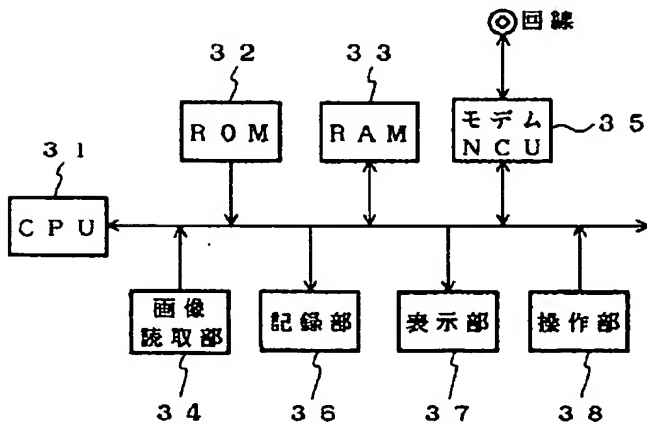 回線
32
33
ROM
RAM
モデム
NCU
35
31
CPU
画像
読取部
記録部
表示部
操作部
34
36
37
38